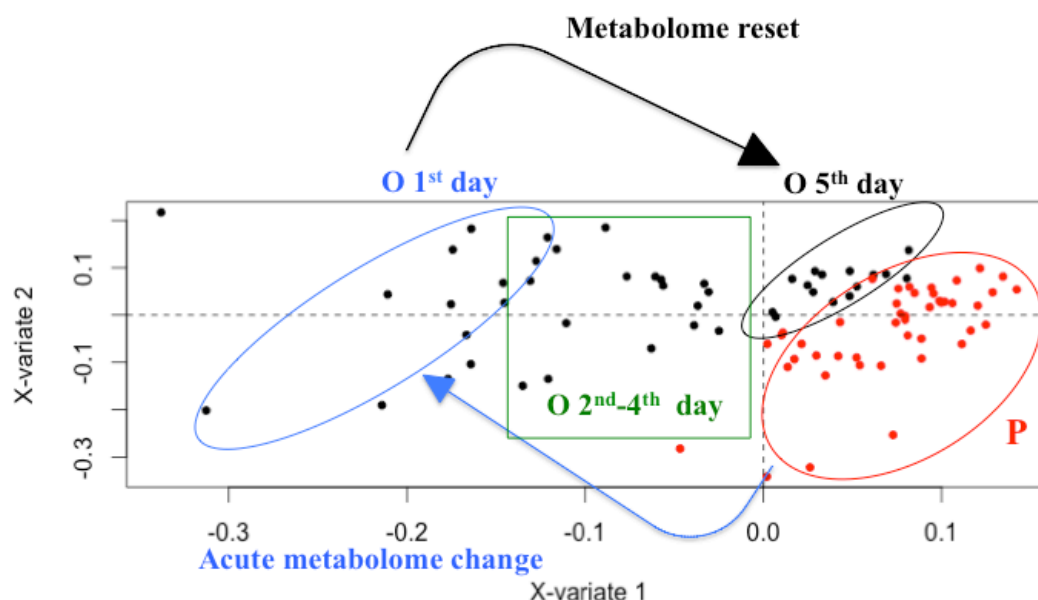 Metabolome reset
O 1st day
O 5th day
0.1
-0.1
-0.3
X-variate 2
O 2nd-4th day
P
-0.3
-0.2
-0.1
0.0
0.1
Acute metabolome change
X-variate 1